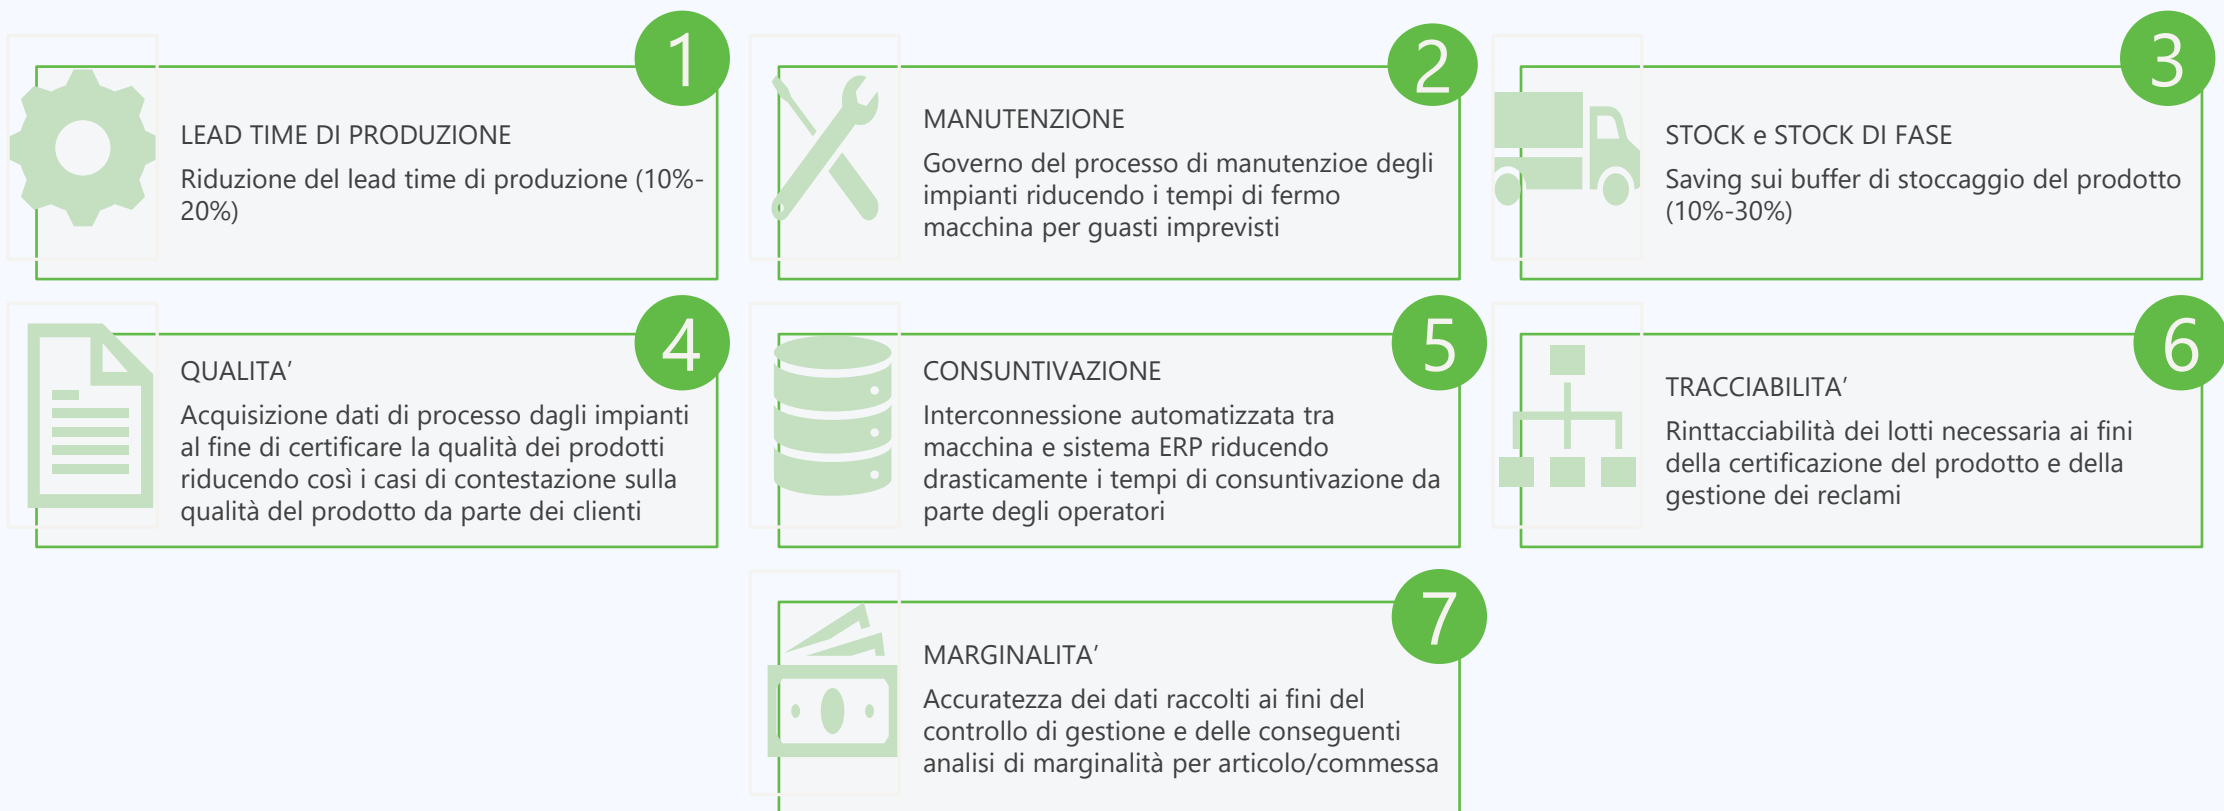 1
LEAD TIME DI PRODUZIONE
Riduzione del lead time di produzione (10%-
20%)
2
MANUTENZIONE
Governo del processo di manutenzioe degli
impianti riducendo i tempi di fermo
macchina per guasti imprevisti
3
STOCK e STOCK DI FASE
Saving sui buffer di stoccaggio del prodotto
(10%-30%)
4
QUALITA’
Acquisizione dati di processo dagli impianti
al fine di certificare la qualità dei prodotti
riducendo così i casi di contestazione sulla
qualità del prodotto da parte dei clienti
5
CONSUNTIVAZIONE
Interconnessione automatizzata tra
macchina e sistema ERP riducendo
drasticamente i tempi di consuntivazione da
parte degli operatori
6
TRACCIABILITA’
Rinttacciabilità dei lotti necessaria ai fini
della certificazione del prodotto e della
gestione dei reclami
7
MARGINALITA’
Accuratezza dei dati raccolti ai fini del
controllo di gestione e delle conseguenti
analisi di marginalità per articolo/commessa